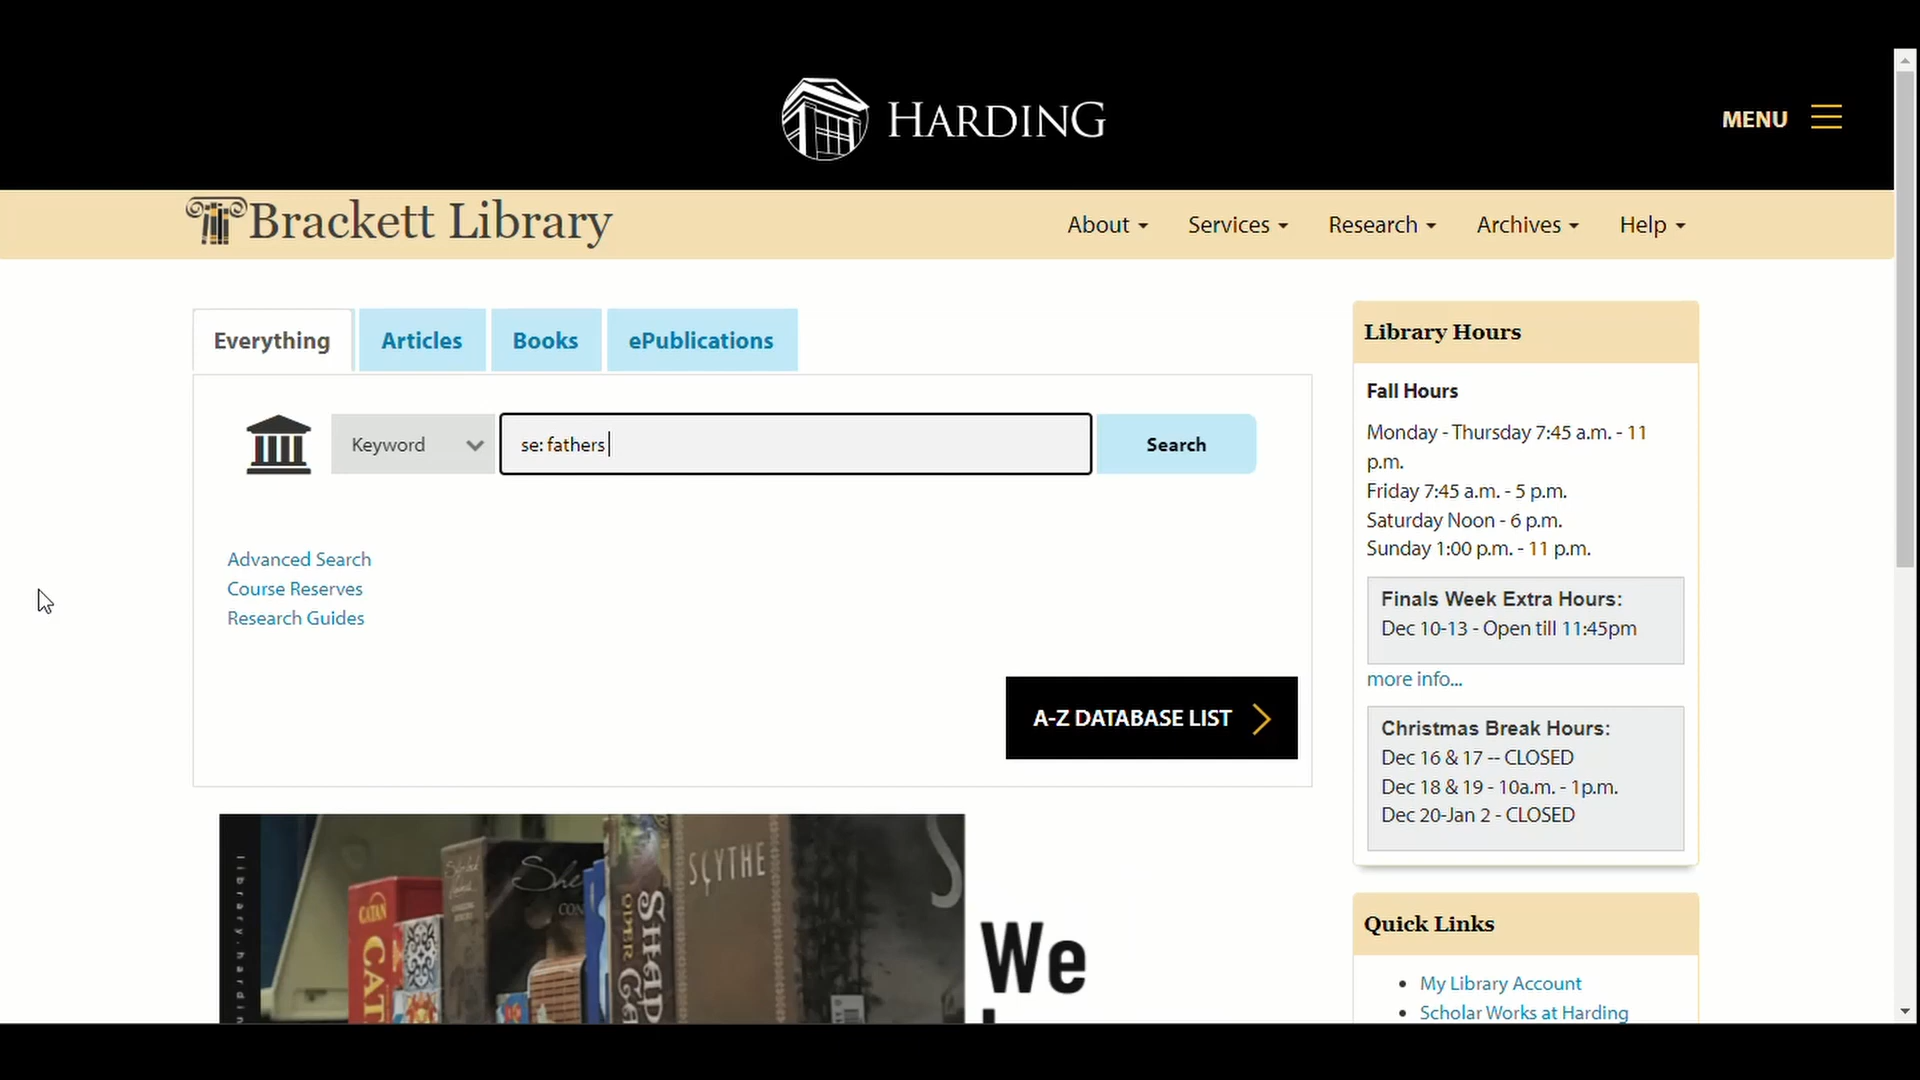 HARDING
MENU
Brackett Library
About
Services
Research
Archives
Help
Everything
Articles
Books
ePublications
Keyword
se: fathers
Search
Advanced Search
Course Reserves
Research Guides
A-Z DATABASE LIST
Library Hours
Fall Hours
Monday - Thursday 7:45 a.m. - 11
p.m.
Friday 7:45 a.m. - 5 p.m.
Saturday Noon - 6 p.m.
Sunday 1:00 p.m. - 11 p.m.
Finals Week Extra Hours:
Dec 10-13 - Open till 11:45pm
more info...
Christmas Break Hours:
Dec 16 & 17 -- CLOSED
Dec 18 & 19 - 10a.m. - 1p.m.
Dec 20-Jan 2 - CLOSED
CATAN
SCYTHE
We
Quick Links
My Library Account
Scholar Works at Harding